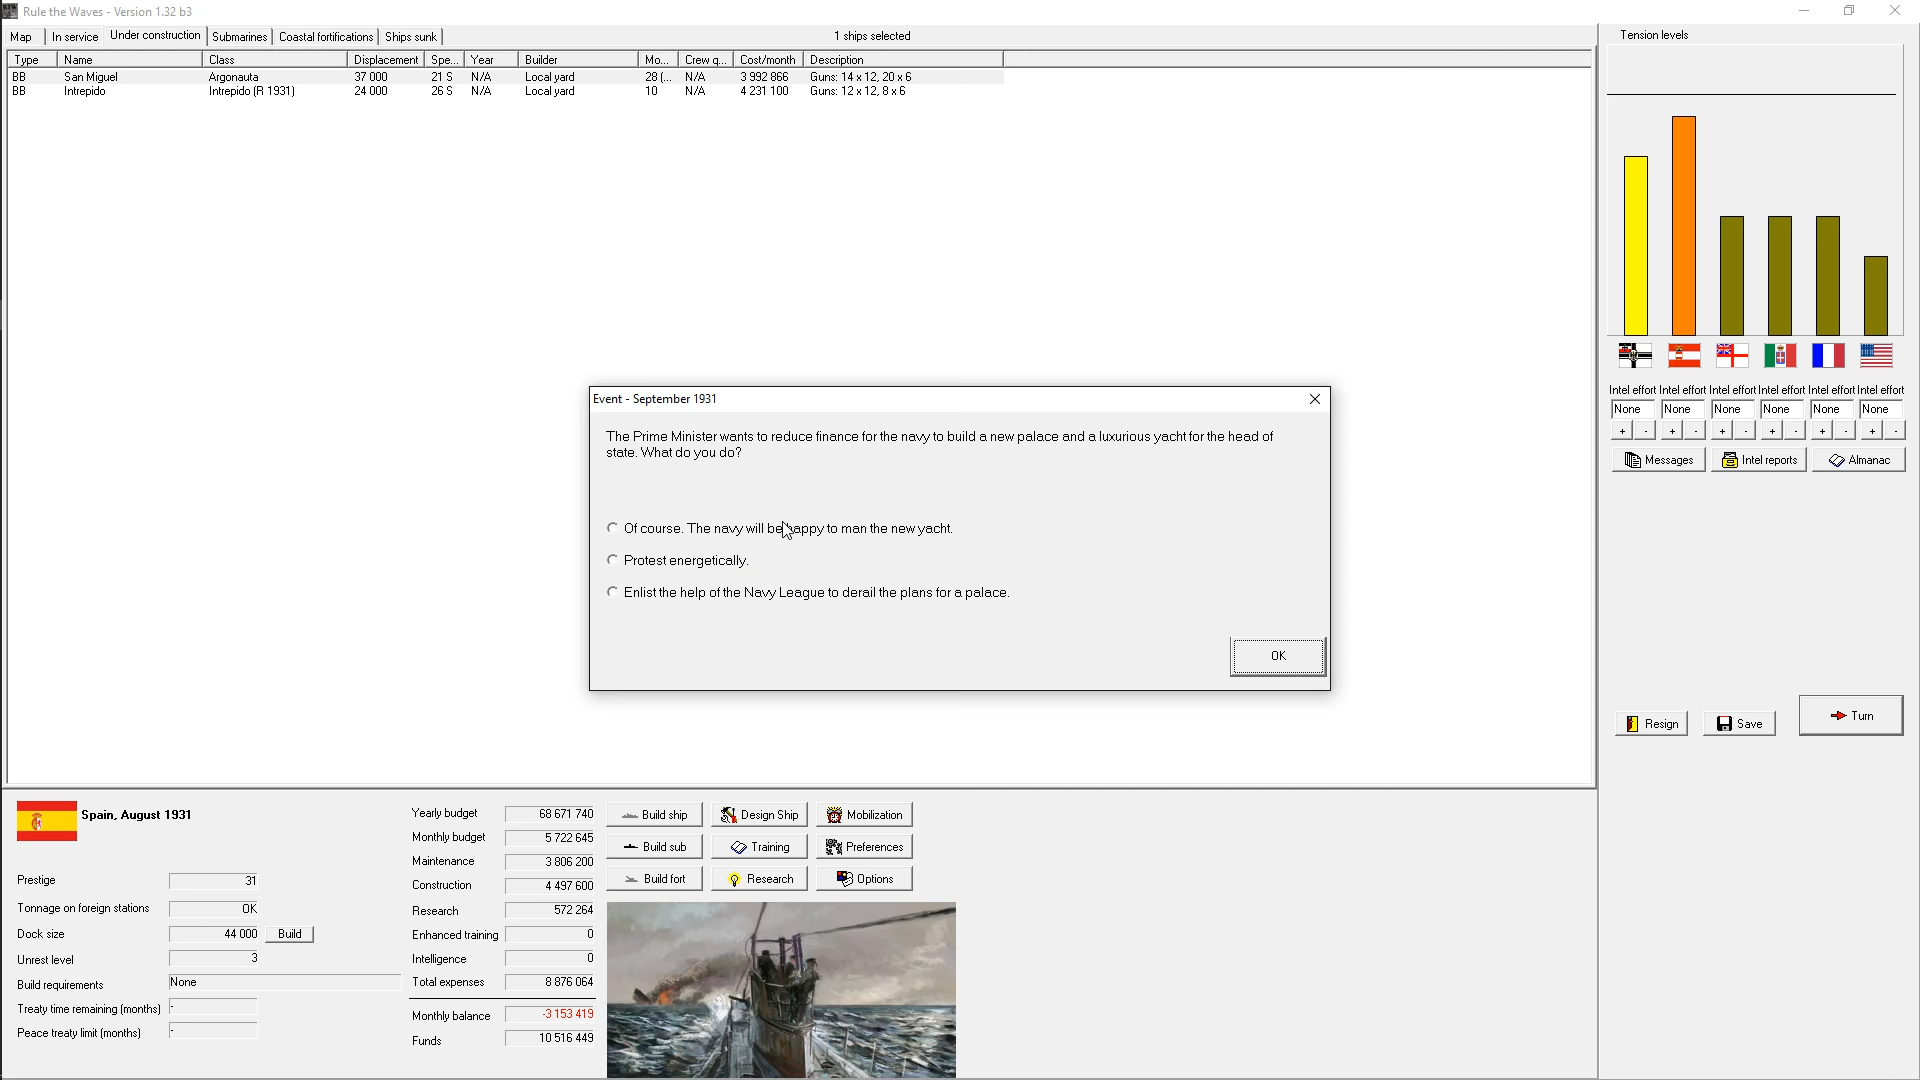 Rule the Waves - Version 1.32 b3
Map In service Under construction Submarines Coastal fortifications Ships sunk 1 ships selected
Type Name Class Displacement Spe... Year Builder Mo... Crew q... Cost/month Description
BB San Miguel Argonauta 37 000 21 S N/A Local yard 28 (... N/A 3 992 866 Guns: 14 x 12, 20 x 6
BB Intrepido Intrepido (R 1931) 24 000 26 S N/A Local yard 10 N/A 4 231 100 Guns: 12 x 12, 8 x 6
Tension levels
Intel effort Intel effort Intel effort Intel effort Intel effort Intel effort
None None None None None None
+ - + - + - + - + - + -
Messages Intel reports Almanac
Resign Save Turn
Event - September 1931
The Prime Minister wants to reduce finance for the navy to build a new palace and a luxurious yacht for the head of
state. What do you do?
Of course. The navy will be happy to man the new yacht.
Protest energetically.
Enlist the help of the Navy League to derail the plans for a palace.
OK
Spain, August 1931
Prestige 31
Tonnage on foreign stations OK
Dock size 44 000 Build
Unrest level 3
Build requirements None
Treaty time remaining (months) -
Peace treaty limit (months) -
Yearly budget 68 671 740
Monthly budget 5 722 645
Maintenance 3 806 200
Construction 4 497 600
Research 572 264
Enhanced training 0
Intelligence 0
Total expenses 8 876 064
Monthly balance -3 153 419
Funds 10 516 449
Build ship Design Ship Mobilization
Build sub Training Preferences
Build fort Research Options